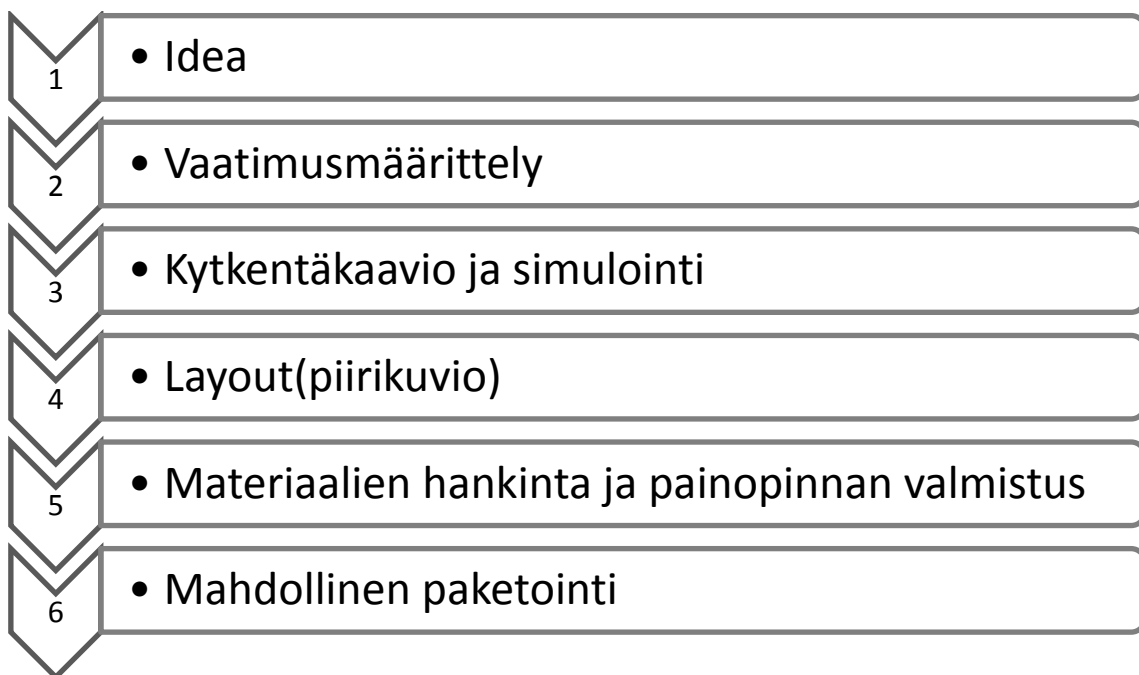 1
• Idea
2
• Vaatimusmäärittely
3
• Kytkentäkaavio ja simulointi
4
• Layout(piirikuvio)
5
• Materiaalien hankinta ja painopinnan valmistus
6
• Mahdollinen paketointi